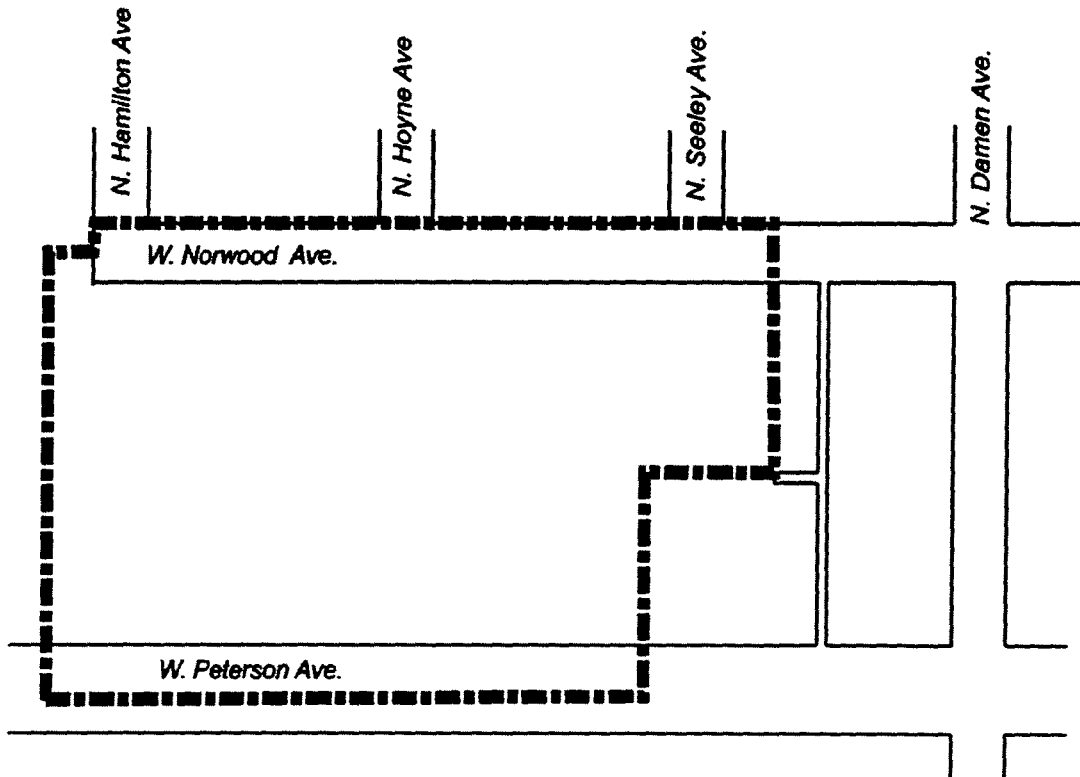 N. Hamilton Ave
N. Hoyne Ave
N. Seeley Ave.
N. Damen Ave.
W. Norwood Ave.
W. Peterson Ave.